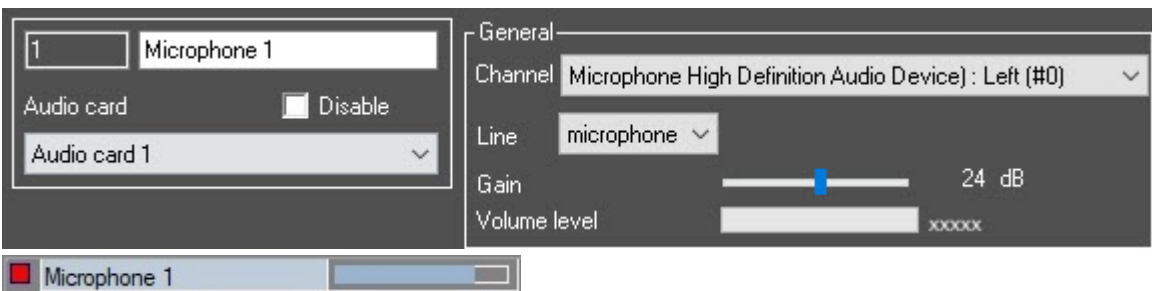 1
Microphone 1
Audio card
Disable
Audio card 1
General
Channel
Microphone High Definition Audio Device) : Left (#0)
Line
microphone
Gain
24 dB
Volume level
xxxxx
Microphone 1